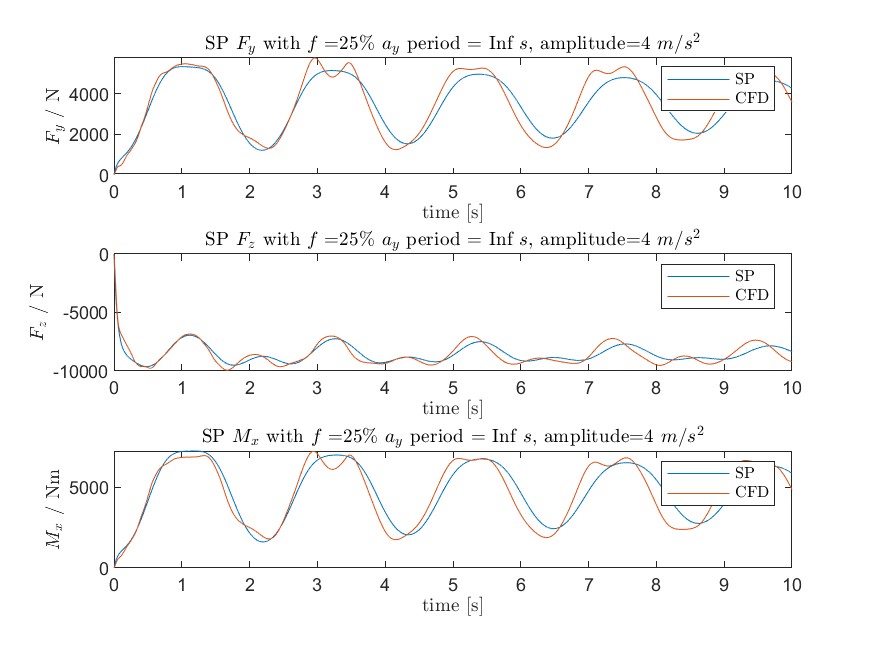 SP $F_y$ with $f$ =25% $a_y$ period = Inf $s$, amplitude=4 $m/s^2$
$F_y$ / N
4000
2000
0
SP
CFD
0 1 2 3 4 5 6 7 8 9 10
time [s]
SP $F_z$ with $f$ =25% $a_y$ period = Inf $s$, amplitude=4 $m/s^2$
$F_z$ / N
0
-5000
-10000
SP
CFD
0 1 2 3 4 5 6 7 8 9 10
time [s]
SP $M_x$ with $f$ =25% $a_y$ period = Inf $s$, amplitude=4 $m/s^2$
$M_x$ / Nm
5000
0
SP
CFD
0 1 2 3 4 5 6 7 8 9 10
time [s]